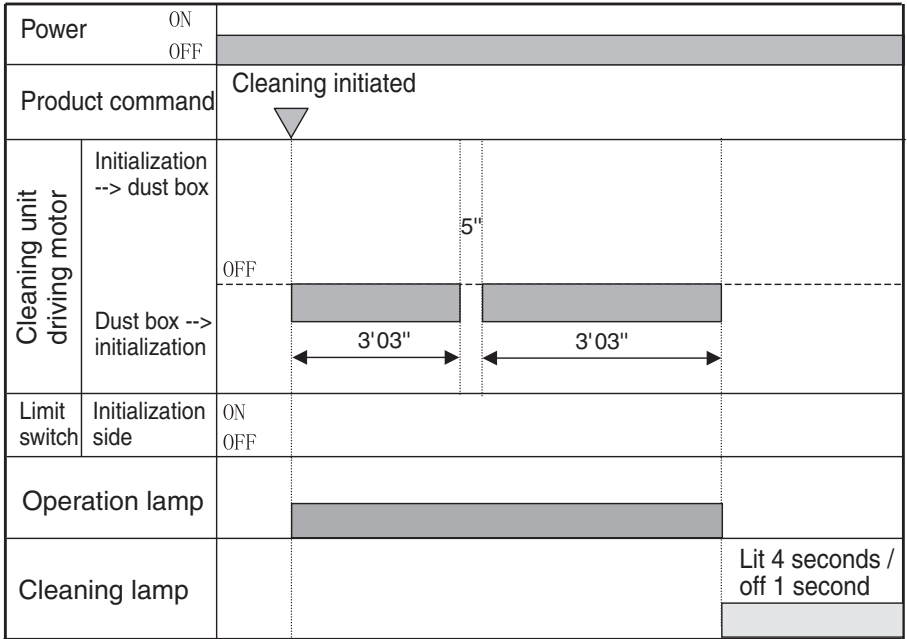 Power
ON
OFF
Product command
Cleaning initiated
Cleaning unit
driving motor
Initialization
--> dust box
5"
OFF
Dust box -->
initialization
3'03"
3'03"
Limit
switch
Initialization
side
ON
OFF
Operation lamp
Cleaning lamp
Lit 4 seconds /
off 1 second